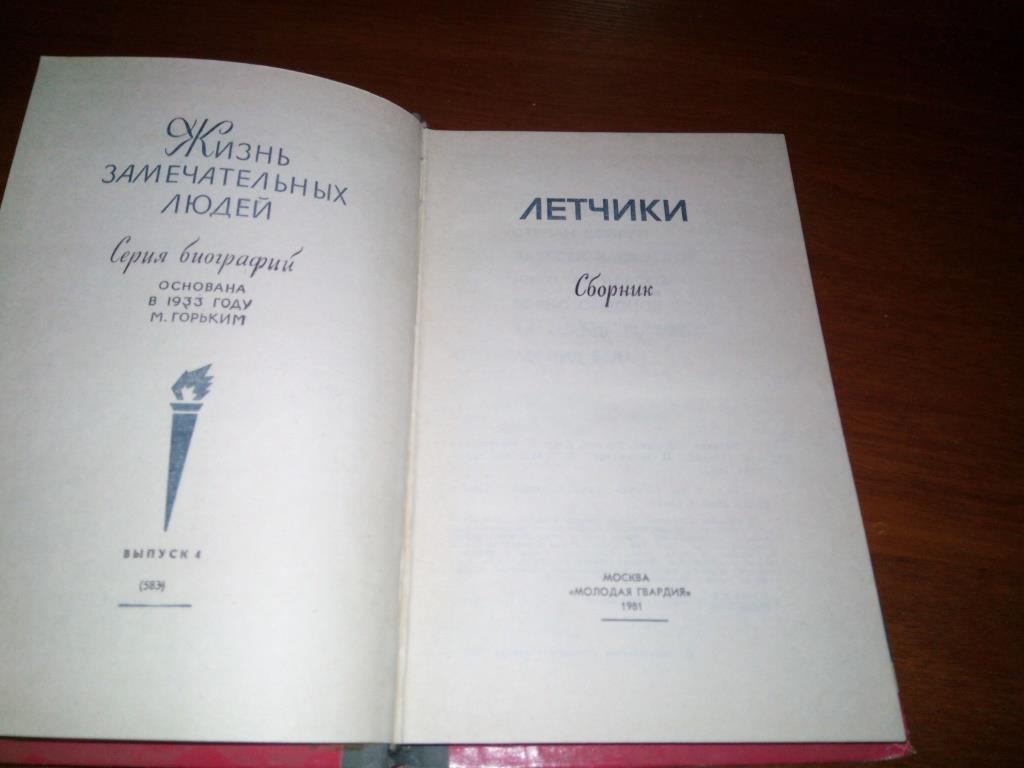 Жизнь
ЗАМЕЧАТЕЛЬНЫХ
ЛЮДЕЙ
Серия биографий
ОСНОВАНА
В 1933 ГОДУ
М. ГОРЬКИМ
ВЫПУСК 4
(583)
ЛЕТЧИКИ
Сборник
МОСКВА
«МОЛОДАЯ ГВАРДИЯ»
1981